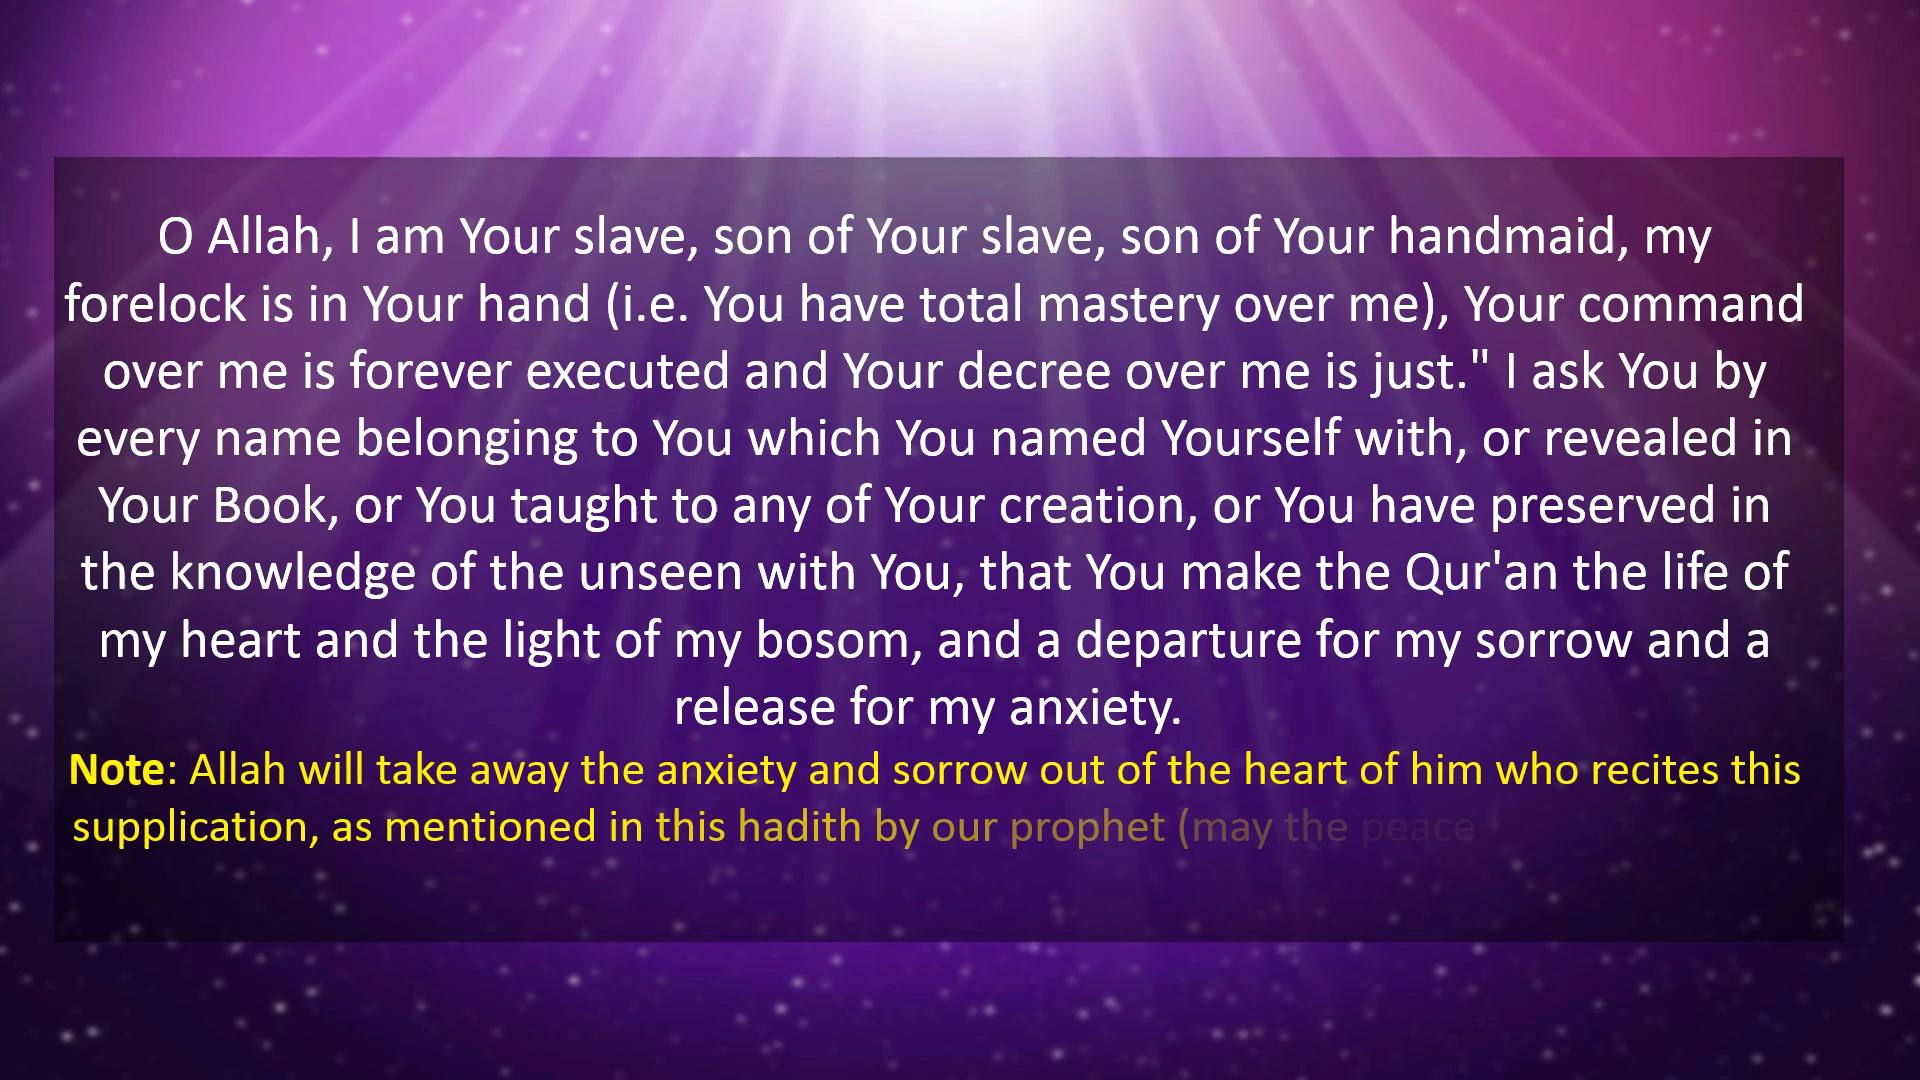 O Allah, I am Your slave, son of Your slave, son of Your handmaid, my
forelock is in Your hand (i.e. You have total mastery over me), Your command
over me is forever executed and Your decree over me is just." I ask You by
every name belonging to You which You named Yourself with, or revealed in
Your Book, or You taught to any of Your creation, or You have preserved in
the knowledge of the unseen with You, that You make the Qur'an the life of
my heart and the light of my bosom, and a departure for my sorrow and a
release for my anxiety.
Note: Allah will take away the anxiety and sorrow out of the heart of him who recites this
supplication, as mentioned in this hadith by our prophet (may the peace